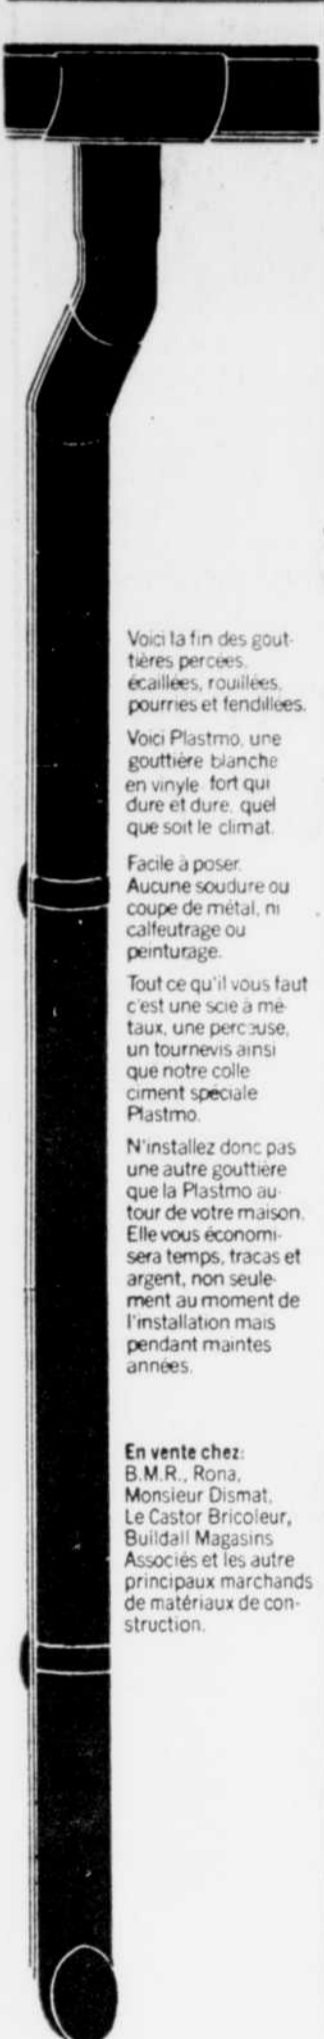 Voici la fin des gout-
tières percées,
écaillées, rouillées,
pourries et fendillées.
Voici Plastmo, une
gouttière blanche
en vinyle fort qui
dure et dure, quel
que soit le climat.
Facile à poser.
Aucune soudure ou
coupe de métal, ni
calfeutrage ou
peinturage.
Tout ce qu'il vous faut
c'est une scie à mé-
taux, une perceuse,
un tournevis ainsi
que notre colle
ciment spéciale
Plastmo.
N'installez donc pas
une autre gouttière
que la Plastmo au-
tour de votre maison.
Elle vous économi-
sera temps, tracas et
argent, non seule-
ment au moment de
l'installation mais
pendant maintes
années.
En vente chez:
B.M.R., Rona,
Monsieur Dismat,
Le Castor Bricoleur,
Buildall Magasins
Associés et les autre
principaux marchands
de matériaux de con-
struction.